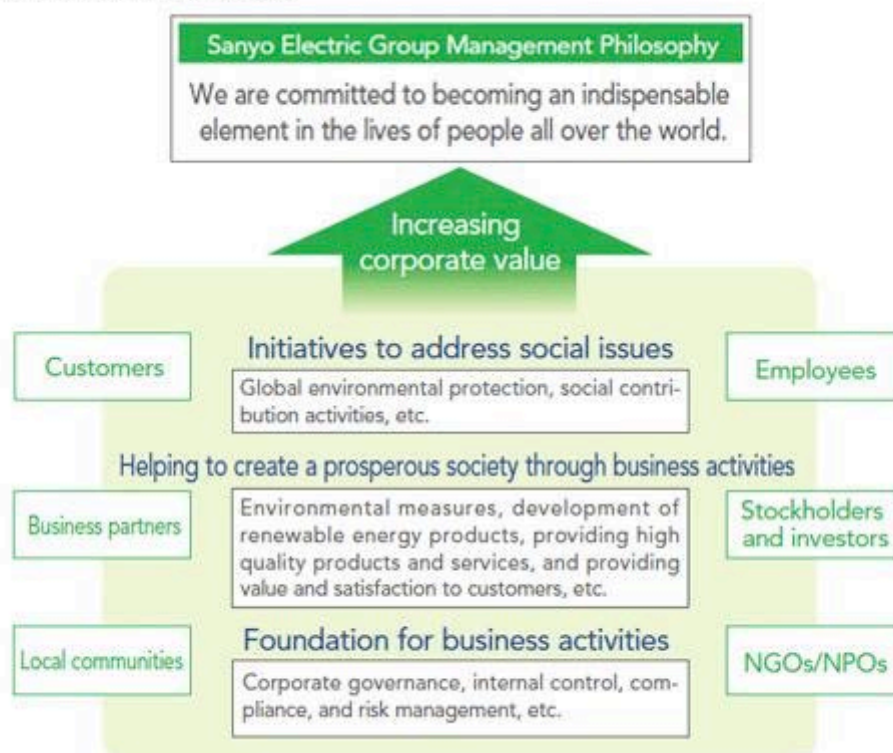 Sanyo Electric Group Management Philosophy
We are committed to becoming an indispensable
element in the lives of people all over the world.
Increasing
corporate value
Customers
Initiatives to address social issues
Global environmental protection, social contri-
bution activities, etc.
Employees
Helping to create a prosperous society through business activities
Business partners
Environmental measures, development of
renewable energy products, providing high
quality products and services, and providing
value and satisfaction to customers, etc.
Stockholders
and investors
Local communities
Foundation for business activities
Corporate governance, internal control, com-
pliance, and risk management, etc.
NGOs/NPOs